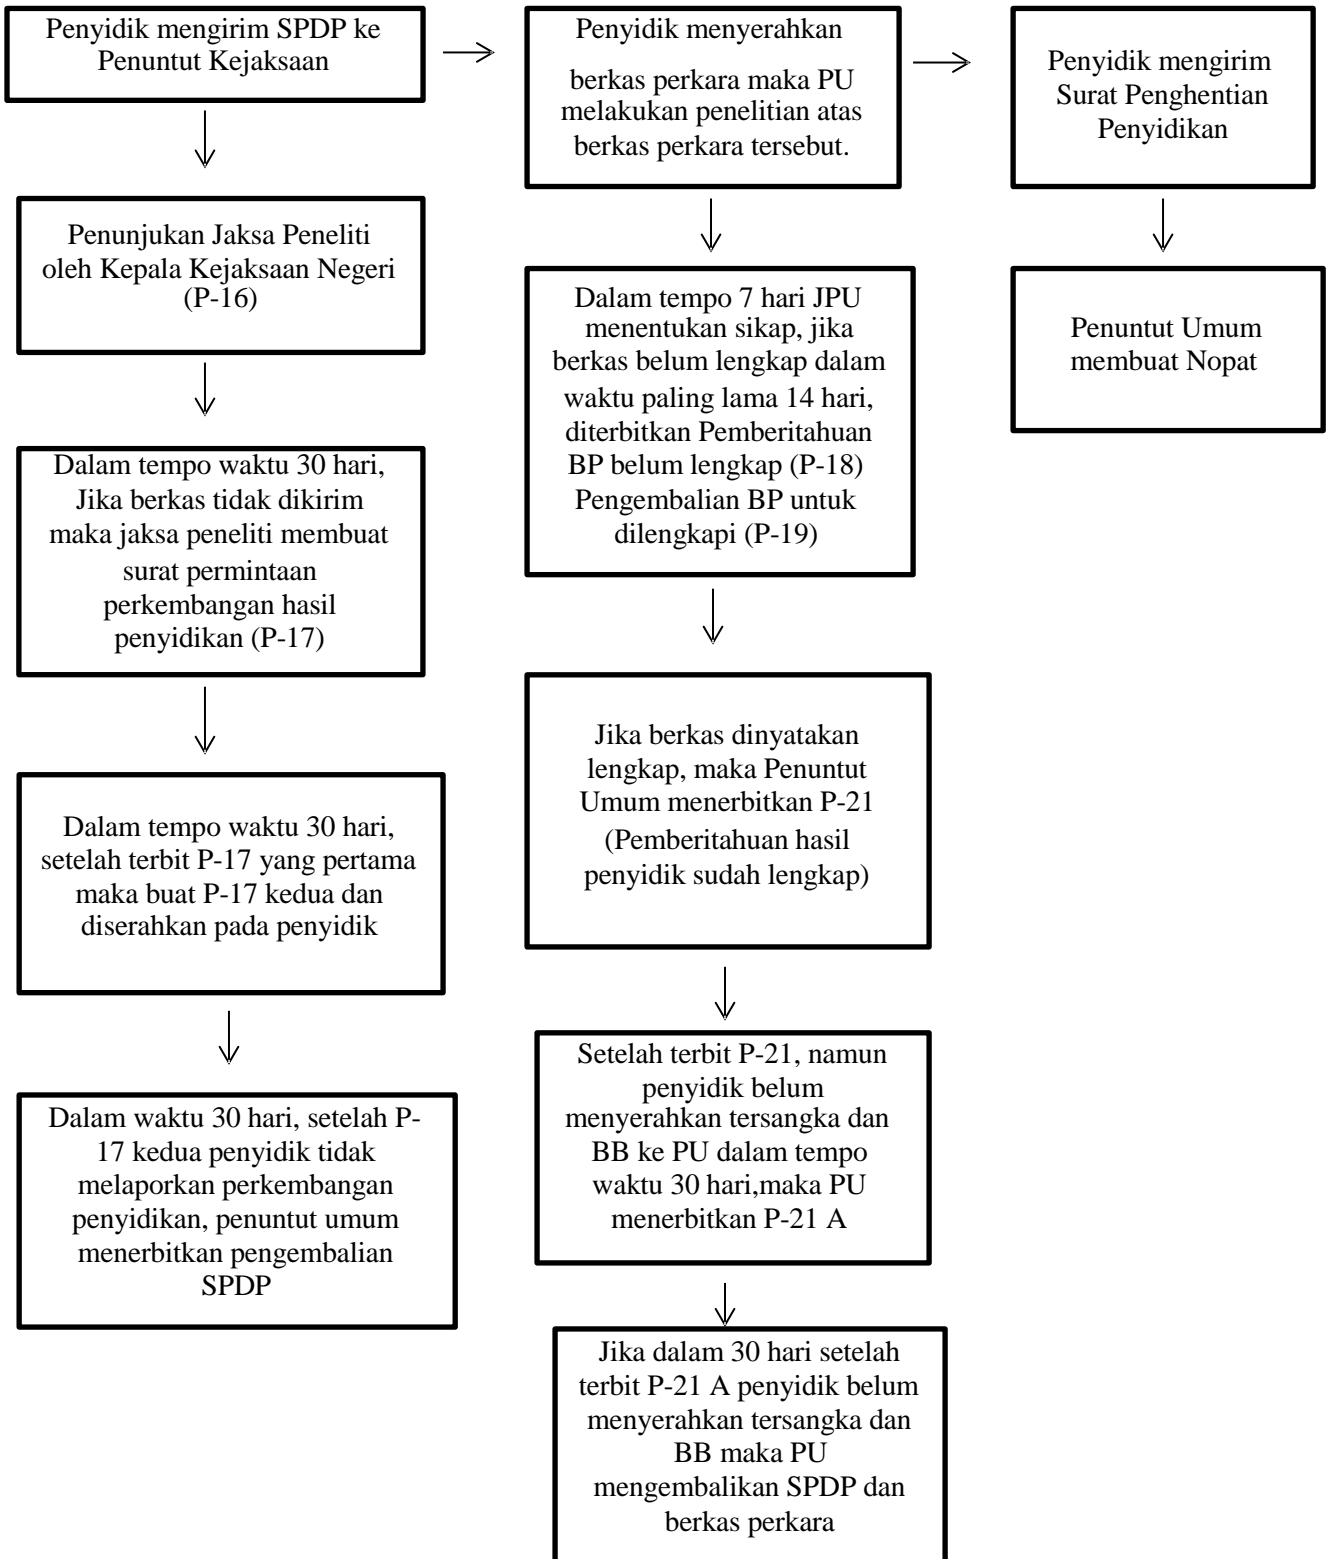 Penyidik mengirim SPDP ke
Penuntut Kejaksaan
Penunjukan Jaksa Peneliti
oleh Kepala Kejaksaan Negeri
(P-16)
Dalam tempo waktu 30 hari,
Jika berkas tidak dikirim
maka jaksa peneliti membuat
surat permintaan
perkembangan hasil
penyidikan (P-17)
Dalam tempo waktu 30 hari,
setelah terbit P-17 yang pertama
maka buat P-17 kedua dan
diserahkan pada penyidik
Dalam waktu 30 hari, setelah P-
17 kedua penyidik tidak
melaporkan perkembangan
penyidikan, penuntut umum
menerbitkan pengembalian
SPDP
Penyidik menyerahkan
berkas perkara maka PU
melakukan penelitian atas
berkas perkara tersebut.
Dalam tempo 7 hari JPU
menentukan sikap, jika
berkas belum lengkap dalam
waktu paling lama 14 hari,
diterbitkan Pemberitahuan
BP belum lengkap (P-18)
Pengembalian BP untuk
dilengkapi (P-19)
Jika berkas dinyatakan
lengkap, maka Penuntut
Umum menerbitkan P-21
(Pemberitahuan hasil
penyidik sudah lengkap)
Setelah terbit P-21, namun
penyidik belum
menyerahkan tersangka dan
BB ke PU dalam tempo
waktu 30 hari,maka PU
menerbitkan P-21 A
Jika dalam 30 hari setelah
terbit P-21 A penyidik belum
menyerahkan tersangka dan
BB maka PU
mengembalikan SPDP dan
berkas perkara
Penyidik mengirim
Surat Penghentian
Penyidikan
Penuntut Umum
membuat Nopat